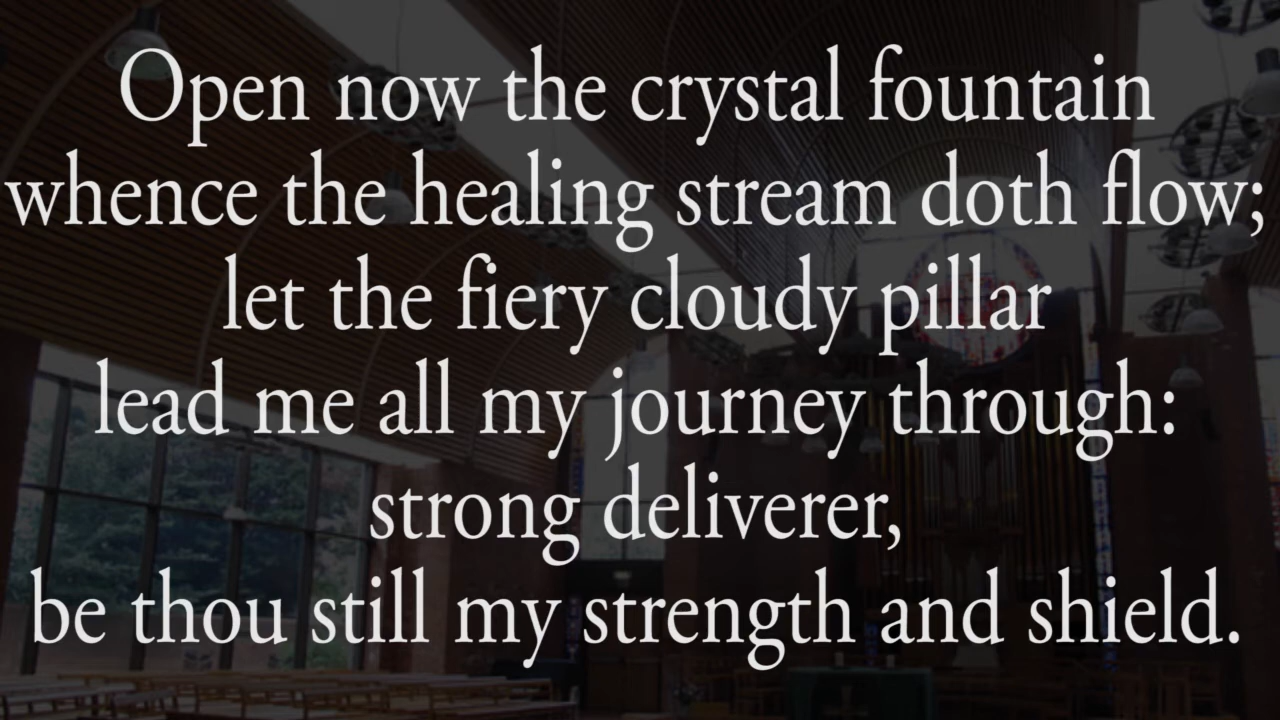 Open now the crystal fountain
whence the healing stream doth flow;
let the fiery cloudy pillar
lead me all my journey through:
strong deliverer,
be thou still my strength and shield.